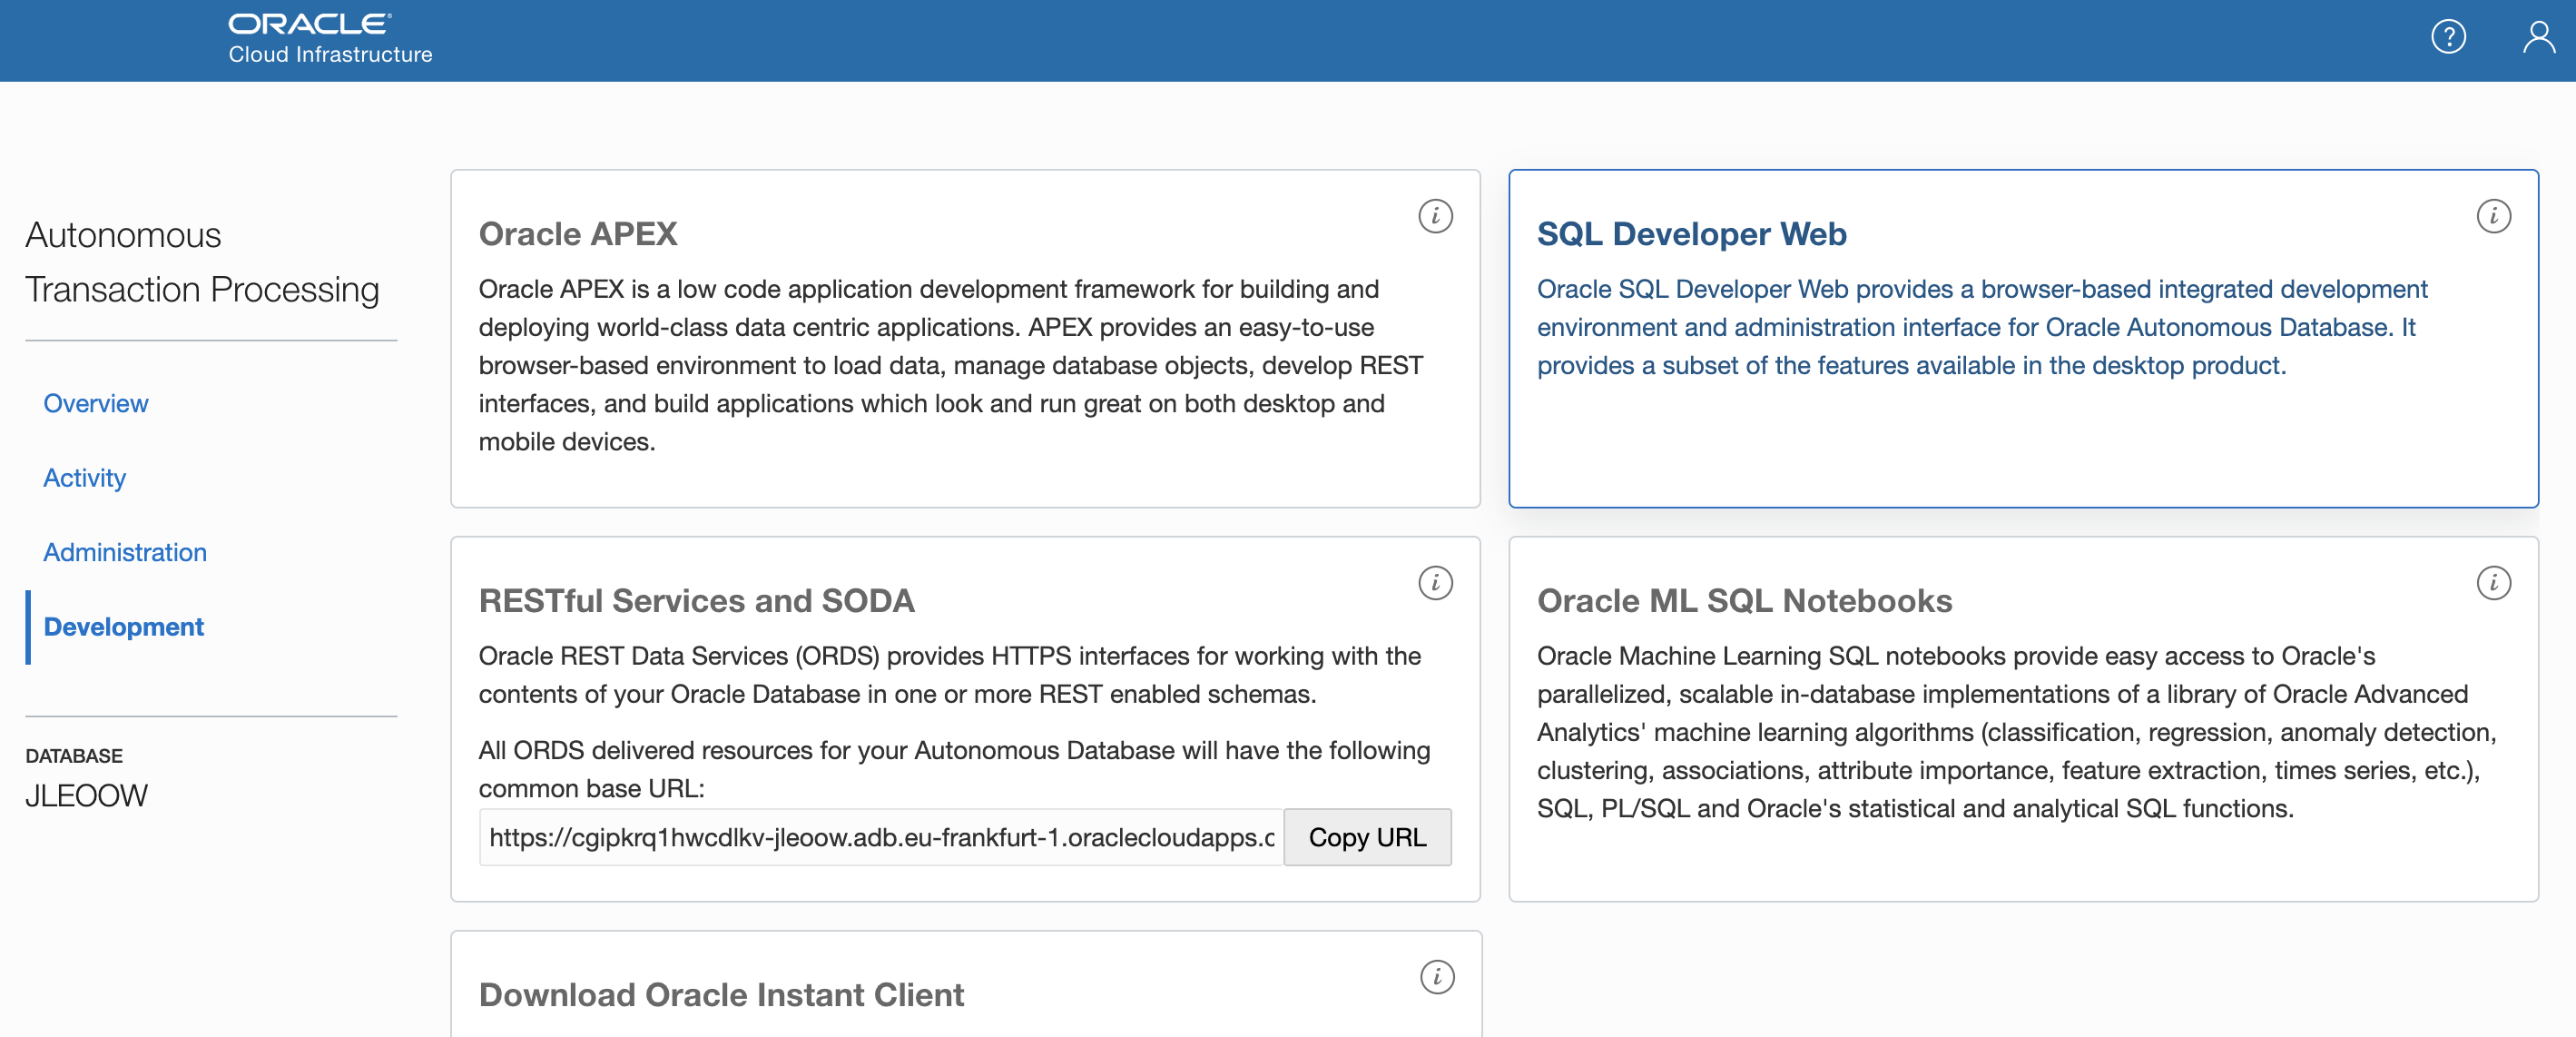 ORACLE
Cloud Infrastructure
?
Autonomous
Transaction Processing
Overview
Activity
Administration
Development
DATABASE
JLEOOW
Oracle APEX
i
Oracle APEX is a low code application development framework for building and
deploying world-class data centric applications. APEX provides an easy-to-use
browser-based environment to load data, manage database objects, develop REST
interfaces, and build applications which look and run great on both desktop and
mobile devices.
SQL Developer Web
i
Oracle SQL Developer Web provides a browser-based integrated development
environment and administration interface for Oracle Autonomous Database. It
provides a subset of the features available in the desktop product.
RESTful Services and SODA
i
Oracle REST Data Services (ORDS) provides HTTPS interfaces for working with the
contents of your Oracle Database in one or more REST enabled schemas.
All ORDS delivered resources for your Autonomous Database will have the following
common base URL:
https://cgipkrq1hwcdlkv-jleoow.adb.eu-frankfurt-1.oraclecloudapps.c
Copy URL
Oracle ML SQL Notebooks
i
Oracle Machine Learning SQL notebooks provide easy access to Oracle's
parallelized, scalable in-database implementations of a library of Oracle Advanced
Analytics' machine learning algorithms (classification, regression, anomaly detection,
clustering, associations, attribute importance, feature extraction, times series, etc.),
SQL, PL/SQL and Oracle's statistical and analytical SQL functions.
Download Oracle Instant Client
i